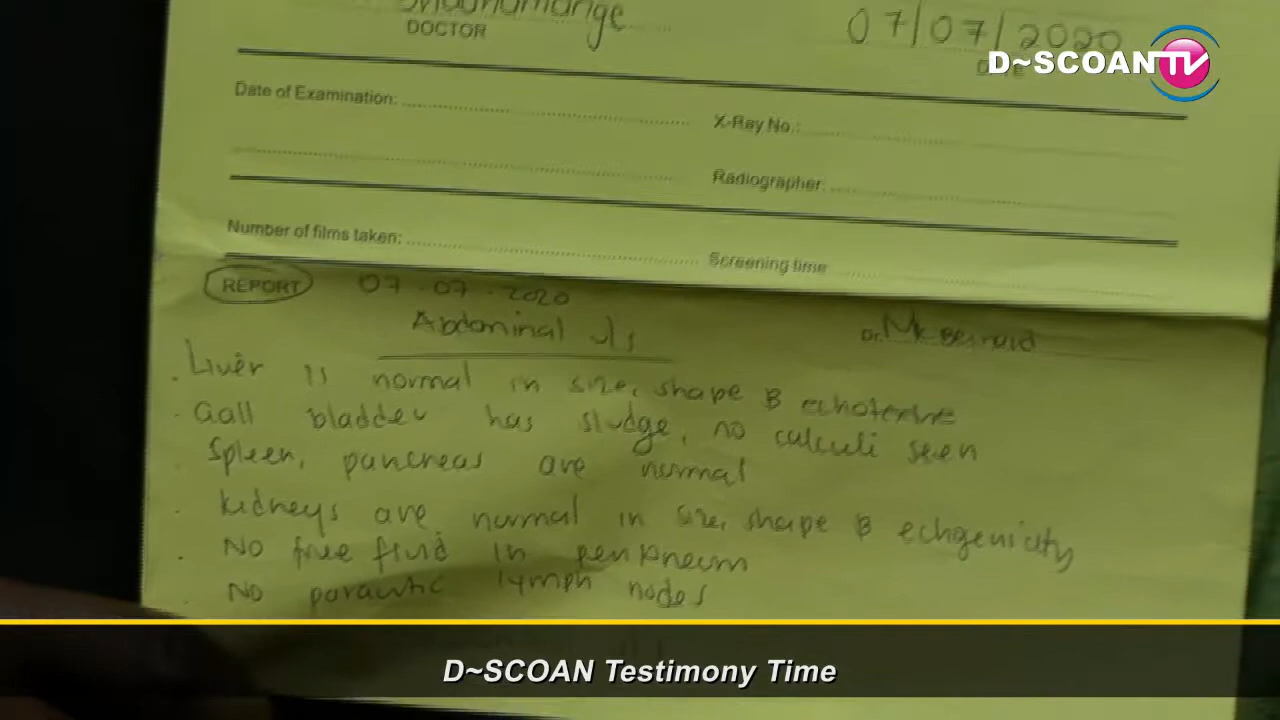 DOCTOR
07/07/2020
D~SCOANTV
Date of Examination:
X-Ray No.:
Radiographer:
Number of films taken:
Screening time
REPORT 07.07.2020
Abdominal
Dr. Bernard
Liver is normal in size, shape & echotexture
Gall bladder has sludge, no calculi seen
Spleen, pancreas are normal
Kidneys are normal in size, shape & echgenicity
No free fluid in
No paraortic lymph nodes
D~SCOAN Testimony Time